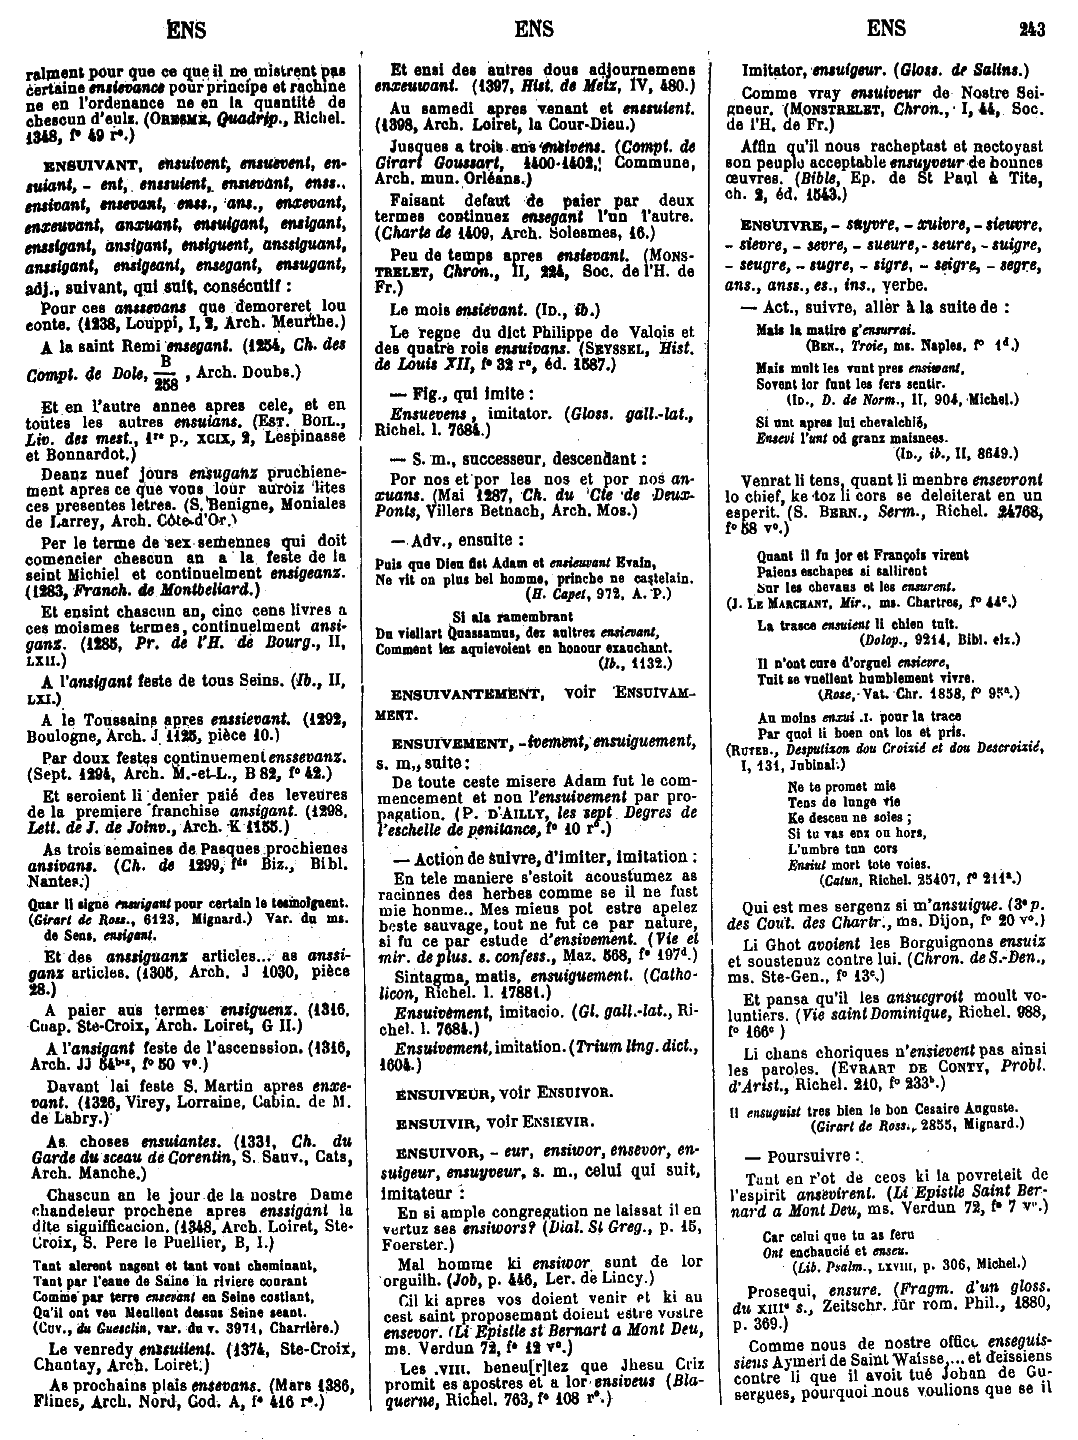 ENS
ENS
ENS
243
ralment pour que ce que il ne mistrent pas
certaine ensievance pour principe et rachine
ne en l'ordenance ne en la quantité de
chescun d'eulz. (ORESME, Quadrip., Richel.
1348, f° 49 r°.)
ENSUIVANT, ensuivent, ensuevent, en-
suiant, - ent, enssuient, ensevant, enss.,
ensivant, ensevant, enss., ans., enxevant,
enxeuvant, anxuant, ensuigant, ensigant,
enssigant, ansigant, ensiguent, anssiguant,
anssigant, ensigeant, ensegant, ensugant,
adj., suivant, qui suit, consécutif :
Pour ces anssevans que demoreret lou
conte. (1238, Louppi, I, 2, Arch. Meurthe.)
A la saint Remi ensegant. (1254, Ch. des
Compt. de Dole, B/258, Arch. Doubs.)
Et en l'autre annee apres cele, et en
toutes les autres ensuians. (EST. BOIL.,
Liv. des mest., 1re p., XCIX, 2, Lespinasse
et Bonnardot.)
Deanz nuef jours ensuganz pruchiene-
ment apres ce que vous lour auroiz lites
ces presentes letres. (S. Benigne, Moniales
de Larrey, Arch. Côte-d'Or.)
Per le terme de sex semennes qui doit
comencier chescun an a la feste de la
seint Michiel et continuelment ensigeanz.
(1283, Franch. de Montbeliard.)
Et ensint chascun an, cinc cens livres a
ces moismes termes, continuelment ansi-
ganz. (1285, Pr. de l'H. de Bourg., II,
LXII.)
A l'ansigant feste de tous Seins. (Ib., II,
LXI.)
A le Toussains apres enssievant. (1292,
Boulogne, Arch. J 1125, pièce 10.)
Par doux festes continuement enssevanz.
(Sept. 1294, Arch. M.-et-L., B 82, f° 42.)
Et seroient li denier paié des leveures
de la premiere franchise ansigant. (1298,
Lett. de J. de Joinv., Arch. K 1155.)
As trois semaines de Pasques prochienes
ansivans. (Ch. de 1299, fds Biz., Bibl.
Nantes.)
Quar li signe ensuigant pour certain le tesmoignent.
(Girart de Ross., 6123, Mignard.) Var. du ms.
de Sens, ensigant.
Et des anssiguanz articles... as anssi-
ganz articles. (1305, Arch. J 1030, pièce
28.)
A paier aus termes ensiguenz. (1316,
Cuap. Ste-Croix, Arch. Loiret, G II.)
A l'ansigant feste de l'ascenssion. (1316,
Arch. JJ 54bis, f° 50 v°.)
Davant lai feste S. Martin apres enxe-
vant. (1326, Virey, Lorraine, Cabin. de M.
de Labry.)
As choses ensuiantes. (1331, Ch. du
Garde du sceau de Corentin, S. Sauv., Cats,
Arch. Manche.)
Chascun an le jour de la nostre Dame
chandeleur prochene apres enssigant la
dite signifficacion. (1348, Arch. Loiret, Ste-
Croix, S. Pere le Puellier, B, I.)
Tant alerent nagent et tant vont cheminant,
Tant par l'eaue de Saine la riviere courant
Comme par terre ensevant en Seine costiant,
Qu'il ont veu Meullent dessus Seine seant.
(CUV., du Guesclin, var. du v. 3971, Charrière.)
Le venredy enssuilent. (1374, Ste-Croix,
Chantay, Arch. Loiret.)
As prochains plais ensevans. (Mars 1386,
Flines, Arch. Nord, Cod. A, f° 416 r°.)
Et ensi des autres dous adjournemens
enxeuwant. (1397, Hist. de Metz, IV, 480.)
Au samedi apres venant et enssuient.
(1398, Arch. Loiret, la Cour-Dieu.)
Jusques a trois ans ensivens. (Compt. de
Girart Goussart, 1400-1402, Commune,
Arch. mun. Orléans.)
Faisant defaut de paier par deux
termes continuez ensegant l'un l'autre.
(Charte de 1409, Arch. Solesmes, 16.)
Peu de temps apres ensievant. (MONS-
TRELET, Chron., II, 224, Soc. de l'H. de
Fr.)
Le mois ensiévant. (ID., ib.)
Le regne du dict Philippe de Valois et
des quatre rois ensuivans. (SEYSSEL, Hist.
de Louis XII, f° 32 r°, éd. 1587.)
— Fig., qui imite :
Ensuevens, imitator. (Gloss. gall.-lat.,
Richel. l. 7684.)
— S. m., successeur, descendant :
Por nos et por les nos et por nos an-
xuans. (Mai 1287, Ch. du Cte de Deux-
Ponts, Villers Betnach, Arch. Mos.)
— Adv., ensuite :
Puis que Dieu fist Adam et ensieuvant Evain,
Ne vit on plus bel homme, prinche ne castelain.
(H. Capet, 972, A. P.)
Si ala ramembrant
Du viellart Quassamus, dez aultrez ensievant,
Comment lez aquievoient en honour exauchant.
(Ib., 1132.)
ENSUIVANTEMENT, voir ENSUIVAM-
MENT.
ENSUIVEMENT, -ivement, ensuiguement,
s. m., suite :
De toute ceste misere Adam fut le com-
mencement et non l'ensuivement par pro-
pagation. (P. D'AILLY, les sept Degres de
l'eschelle de penitance, f° 10 r°.)
— Action de suivre, d'imiter, imitation :
En tele maniere s'estoit acoustumez as
racinnes des herbes comme se il ne fust
mie honme.. Mes mieus pot estre apelez
beste sauvage, tout ne fut ce par nature,
si fu ce par estude d'ensivement. (Vie et
mir. de plus. s. confess., Maz. 568, f° 197d.)
Sintagma, matis, ensuiguement. (Catho-
licon, Richel. l. 17881.)
Ensuivement, imitacio. (Gl. gall.-lat., Ri-
chel. l. 7684.)
Ensuivement, imitation. (Trium ling. dict.,
1604.)
ENSUIVEUR, voir ENSUIVOR.
ENSUIVIR, voir ENSIEVIR.
ENSUIVOR, - eur, ensiwor, ensevor, en-
suigeur, ensuyveur, s. m., celui qui suit,
imitateur :
En si ample congregation ne laissat il en
vertuz ses ensiwors? (Dial. St Greg., p. 15,
Foerster.)
Mal homme ki ensiwor sunt de lor
orguilh. (Job, p. 446, Ler. de Lincy.)
Cil ki apres vos doient venir et ki au
cest saint proposement doieut estre vostre
ensevor. (Li Epistle st Bernart a Mont Deu,
ms. Verdun 72, f° 12 v°.)
Les .VIII. beneu[r]tez que Jhesu Criz
promit es apostres et a lor ensiveus (Bla-
querne, Richel. 763, f° 108 r°.)
Imitator, ensuigeur. (Gloss. de Salins.)
Comme vray ensuiveur de Nostre Sei-
gneur. (MONSTRELET, Chron., I, 44, Soc.
de l'H. de Fr.)
Affin qu'il nous racheptast et nectoyast
son peuple acceptable ensuyveur de bonnes
œuvres. (Bible, Ep. de St Paul à Tite,
ch. 2, éd. 1543.)
ENSUIVRE, - suyvre, - xuivre, - sieuvre,
- sievre, - sevre, - sueure, - seure, - suigre,
- seugre, - sugre, - sigre, - seigre, - segre,
ans., anss., es., ins., verbe.
— Act., suivre, aller à la suite de :
Mais la matire g'ensurrai.
(BEN., Troie, ms. Naples, f° 1d.)
Mais mult les vunt pres ensiwant,
Sovent lor funt les fers sentir.
(ID., D. de Norm., II, 904, Michel.)
Si unt apres lui chevalchié,
Ensevi l'unt od granz maisnees.
(ID., ib., II, 8649.)
Venrat li tens, quant li menbre ensevront
lo chief, ke toz li cors se deleiterat en un
esperit. (S. BERN., Serm., Richel. 24768,
f° 58 v°.)
Quant il fu jor et François virent
Paiens eschapes si sallirent
Sur les chevaus et les ensurent.
(J. LE MARCHANT, Mir., ms. Chartres, f° 44c.)
La trasce ensuient li chien tuit.
(Dolop., 9214, Bibl. elz.)
Il n'ont cure d'orguel ensievre,
Tuit se vuellent humblement vivre.
(Rose, Vat. Chr. 1858, f° 95a.)
Au moins ensui .I. pour la trace
Par quoi li boen ont los et pris.
(RUTEB., Desputizon dou Croizié et dou Descroizié,
I, 131, Jubinal.)
Ne te promet mie
Tens de lunge vie
Ke descen ne soies ;
Si tu vas enz ou hors,
L'umbre tun cors
Ensiut mort tote voies.
(Catun, Richel. 25407, f° 211a.)
Qui est mes sergenz si m'ansuigue. (3e p.
des Cout. des Chartr., ms. Dijon, f° 20 v°.)
Li Ghot avoient les Borguignons ensuiz
et soustenuz contre lui. (Chron. de S.-Den.,
ms. Ste-Gen., f° 13c.)
Et pansa qu'il les ansuegroit moult vo-
luntiers. (Vie saint Dominique, Richel. 988,
f° 166c)
Li chans choriques n'ensievent pas ainsi
les paroles. (EVRART DE CONTY, Probl.
d'Arist., Richel. 210, f° 233b.)
Il ensuguist tres bien le bon Cesaire Auguste.
(Girart de Ross., 2855, Mignard.)
— Poursuivre :
Tunt en r'ot de ceos ki la povreteit de
l'espirit ansevirent. (Li Epistle Saint Ber-
nard a Mont Deu, ms. Verdun 72, f° 7 v°.)
Car celui que tu as feru
Ont enchaucié et enseu.
(Lib. Psalm., LXVIII, p. 306, Michel.)
Prosequi, ensure. (Fragm. d'un gloss.
du XIIIe s., Zeitschr. für rom. Phil., 1880,
p. 369.)
Comme nous de nostre office enseguis-
siens Aymeri de Saint Waisse,... et deissiens
contre li que il avoit tué Joban de Gu-
sergues, pourquoi nous voulions que se il